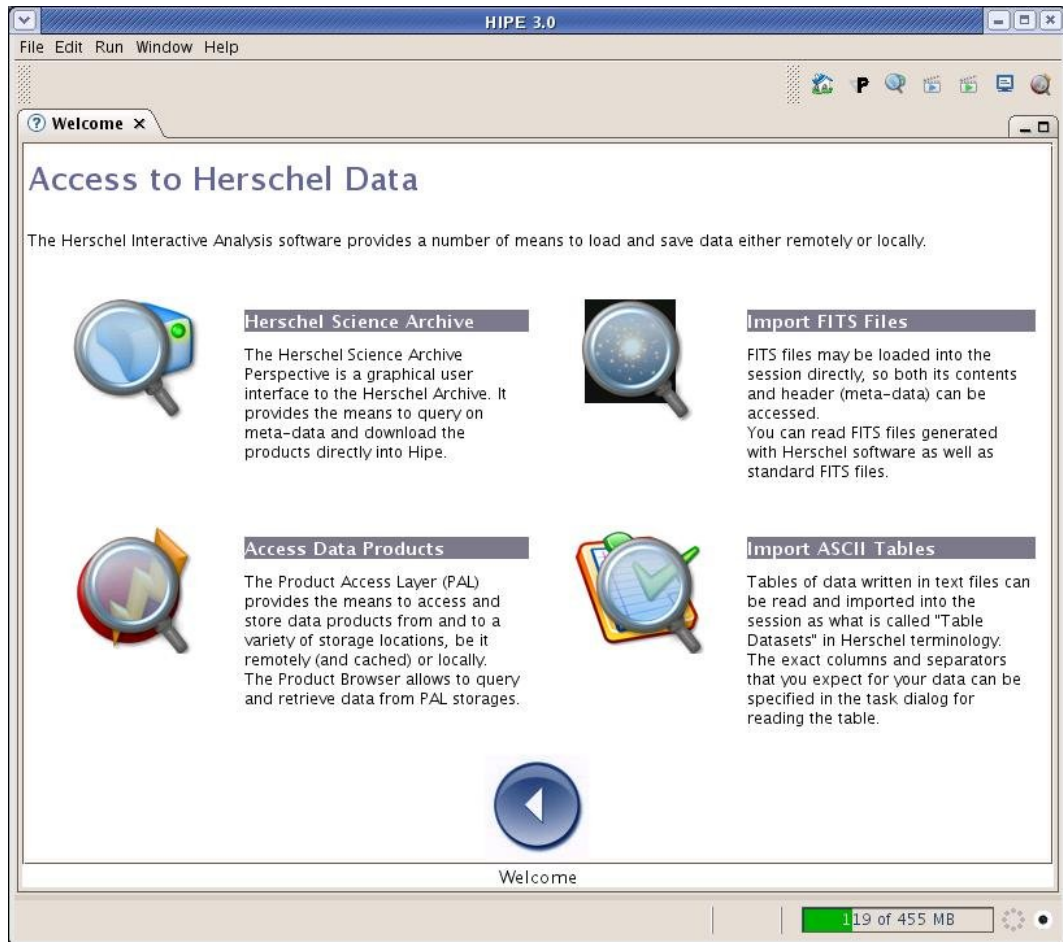 HIPE 3.0
File Edit Run Window Help
P
? Welcome ×
Access to Herschel Data
The Herschel Interactive Analysis software provides a number of means to load and save data either remotely or locally.
Herschel Science Archive
The Herschel Science Archive
Perspective is a graphical user
interface to the Herschel Archive. It
provides the means to query on
meta-data and download the
products directly into Hipe.
Import FITS Files
FITS files may be loaded into the
session directly, so both its contents
and header (meta-data) can be
accessed.
You can read FITS files generated
with Herschel software as well as
standard FITS files.
Access Data Products
The Product Access Layer (PAL)
provides the means to access and
store data products from and to a
variety of storage locations, be it
remotely (and cached) or locally.
The Product Browser allows to query
and retrieve data from PAL storages.
Import ASCII Tables
Tables of data written in text files can
be read and imported into the
session as what is called "Table
Datasets" in Herschel terminology.
The exact columns and separators
that you expect for your data can be
specified in the task dialog for
reading the table.
Welcome
119 of 455 MB